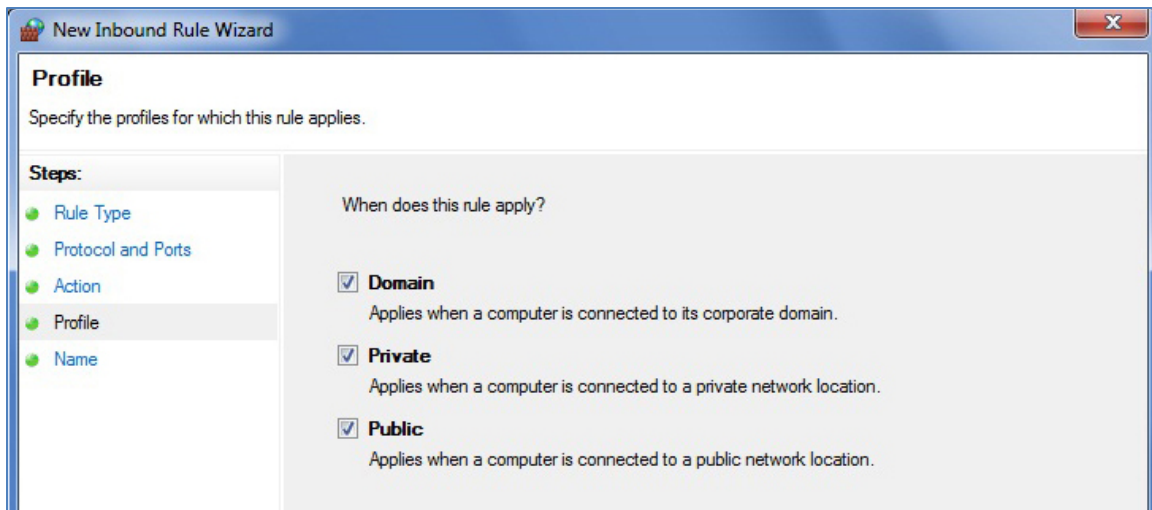 New Inbound Rule Wizard
Profile
Specify the profiles for which this rule applies.
Steps:
Rule Type
Protocol and Ports
Action
Profile
Name
When does this rule apply?
Domain
Applies when a computer is connected to its corporate domain.
Private
Applies when a computer is connected to a private network location.
Public
Applies when a computer is connected to a public network location.